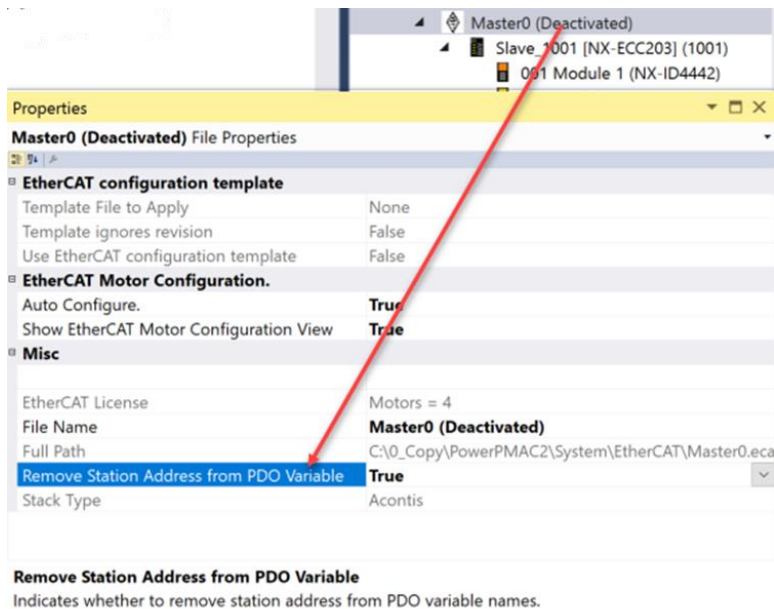 Master0 (Deactivated)
Slave_1001 [NX-ECC203] (1001)
001 Module 1 (NX-ID4442)
Properties
Master0 (Deactivated) File Properties
EtherCAT configuration template
Template File to Apply None
Template ignores revision False
Use EtherCAT configuration template False
EtherCAT Motor Configuration.
Auto Configure. True
Show EtherCAT Motor Configuration View True
Misc
EtherCAT License Motors = 4
File Name Master0 (Deactivated)
Full Path C:\0_Copy\PowerPMAC2\System\EtherCAT\Master0.eca
Remove Station Address from PDO Variable True
Stack Type Acontis
Remove Station Address from PDO Variable
Indicates whether to remove station address from PDO variable names.